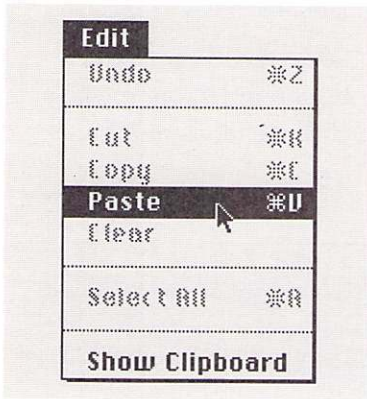 Edit
Undo ⌘Z
Cut ⌘X
Copy ⌘C
Paste ⌘V
Clear
Select All ⌘A
Show Clipboard